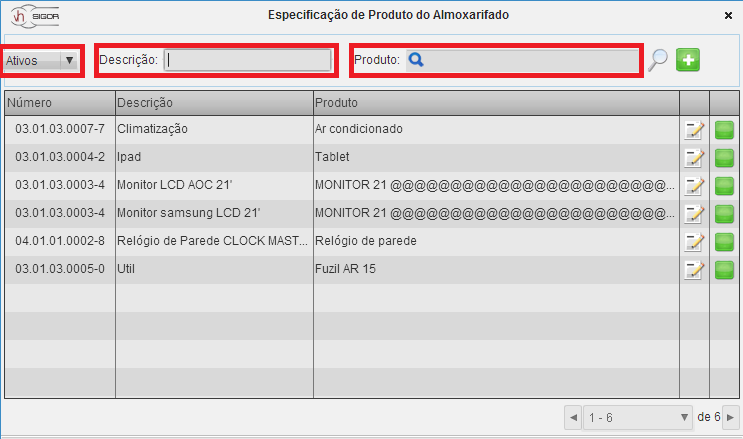 vh SIGOR Especificação de Produto do Almoxarifado
Ativos Descrição: Produto:
Número Descrição Produto
03.01.03.0007-7 Climatização Ar condicionado
03.01.03.0004-2 Ipad Tablet
03.01.03.0003-4 Monitor LCD AOC 21' MONITOR 21 @@@@@@@@@@@@@@@@@@@@@@@...
03.01.03.0003-4 Monitor samsung LCD 21' MONITOR 21 @@@@@@@@@@@@@@@@@@@@@@@...
04.01.01.0002-8 Relógio de Parede CLOCK MAST... Relógio de parede
03.01.03.0005-0 Util Fuzil AR 15
1 - 6 de 6